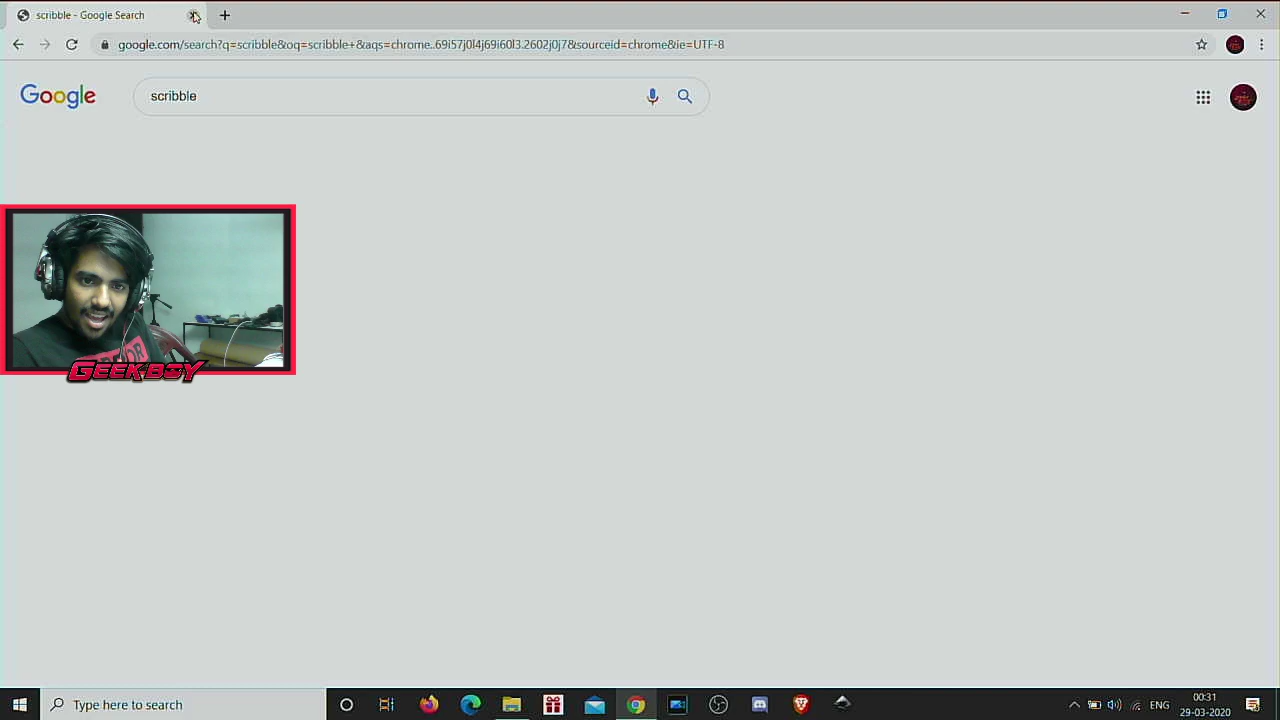 scribble - Google Search
google.com/search?q=scribble&oq=scribble+&aqs=chrome..69i57j0l4j69i60l3.2602j0j7&sourceid=chrome&ie=UTF-8
Google
scribble
GEEKBOY
Type here to search
ENG
00:31
29-03-2020